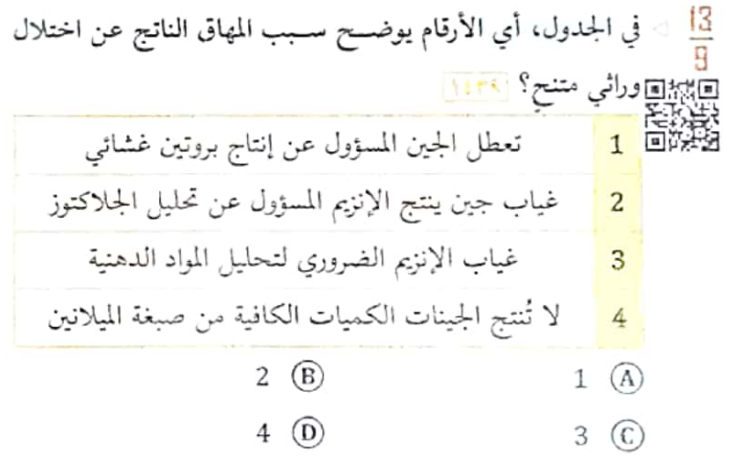 13
9
في الجدول، أي الأرقام يوضح سبب المهاق الناتج عن اختلال
وراثي متنحٍ؟ ١٤٣٩
1 تعطل الجين المسؤول عن إنتاج بروتين غشائي
2 غياب جين ينتج الإنزيم المسؤول عن تحليل الجلاكتوز
3 غياب الإنزيم الضروري لتحليل المواد الدهنية
4 لا تُنتج الجينات الكميات الكافية من صبغة الميلانين
A 1 B 2
C 3 D 4